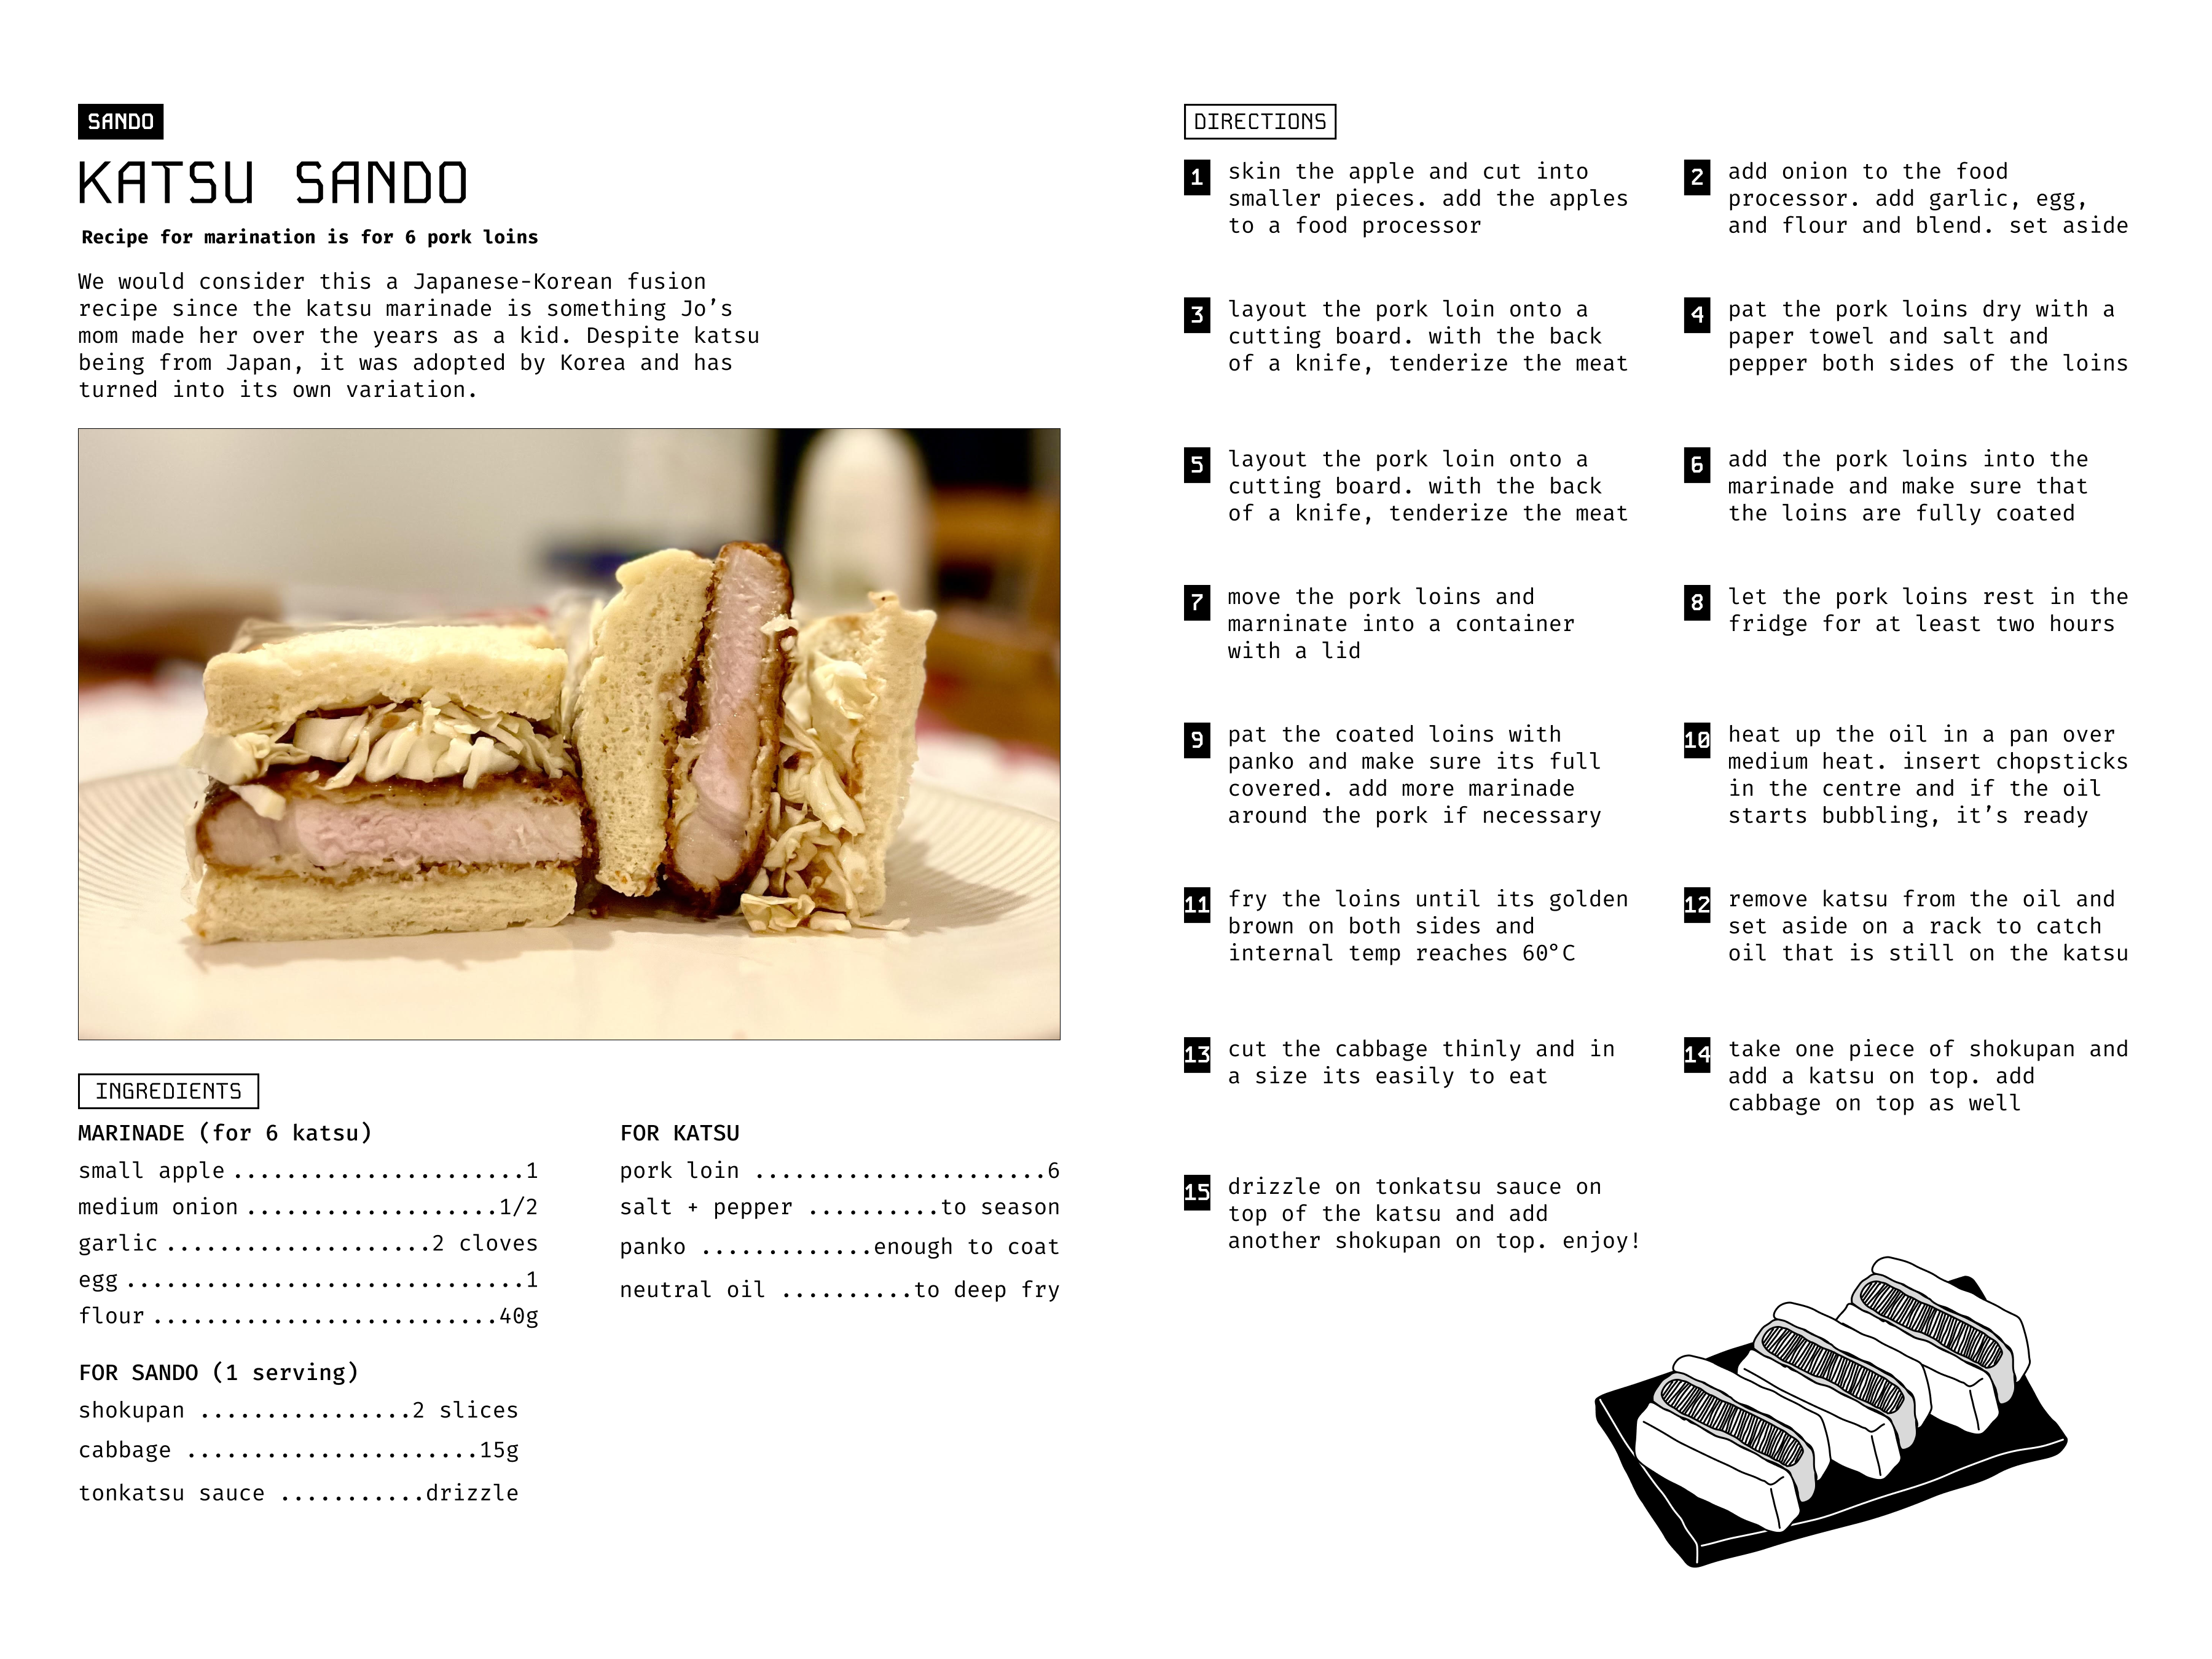 SANDO
KATSU SANDO
Recipe for marination is for 6 pork loins
We would consider this a Japanese-Korean fusion
recipe since the katsu marinade is something Jo’s
mom made her over the years as a kid. Despite katsu
being from Japan, it was adopted by Korea and has
turned into its own variation.
INGREDIENTS
MARINADE (for 6 katsu)
small apple ......................1
medium onion ...................1/2
garlic ....................2 cloves
egg ..............................1
flour ..........................40g
FOR SANDO (1 serving)
shokupan ................2 slices
cabbage ......................15g
tonkatsu sauce ...........drizzle
FOR KATSU
pork loin ......................6
salt + pepper ..........to season
panko .............enough to coat
neutral oil ..........to deep fry
DIRECTIONS
1 skin the apple and cut into
smaller pieces. add the apples
to a food processor
2 add onion to the food
processor. add garlic, egg,
and flour and blend. set aside
3 layout the pork loin onto a
cutting board. with the back
of a knife, tenderize the meat
4 pat the pork loins dry with a
paper towel and salt and
pepper both sides of the loins
5 layout the pork loin onto a
cutting board. with the back
of a knife, tenderize the meat
6 add the pork loins into the
marinade and make sure that
the loins are fully coated
7 move the pork loins and
marninate into a container
with a lid
8 let the pork loins rest in the
fridge for at least two hours
9 pat the coated loins with
panko and make sure its full
covered. add more marinade
around the pork if necessary
10 heat up the oil in a pan over
medium heat. insert chopsticks
in the centre and if the oil
starts bubbling, it’s ready
11 fry the loins until its golden
brown on both sides and
internal temp reaches 60°C
12 remove katsu from the oil and
set aside on a rack to catch
oil that is still on the katsu
13 cut the cabbage thinly and in
a size its easily to eat
14 take one piece of shokupan and
add a katsu on top. add
cabbage on top as well
15 drizzle on tonkatsu sauce on
top of the katsu and add
another shokupan on top. enjoy!